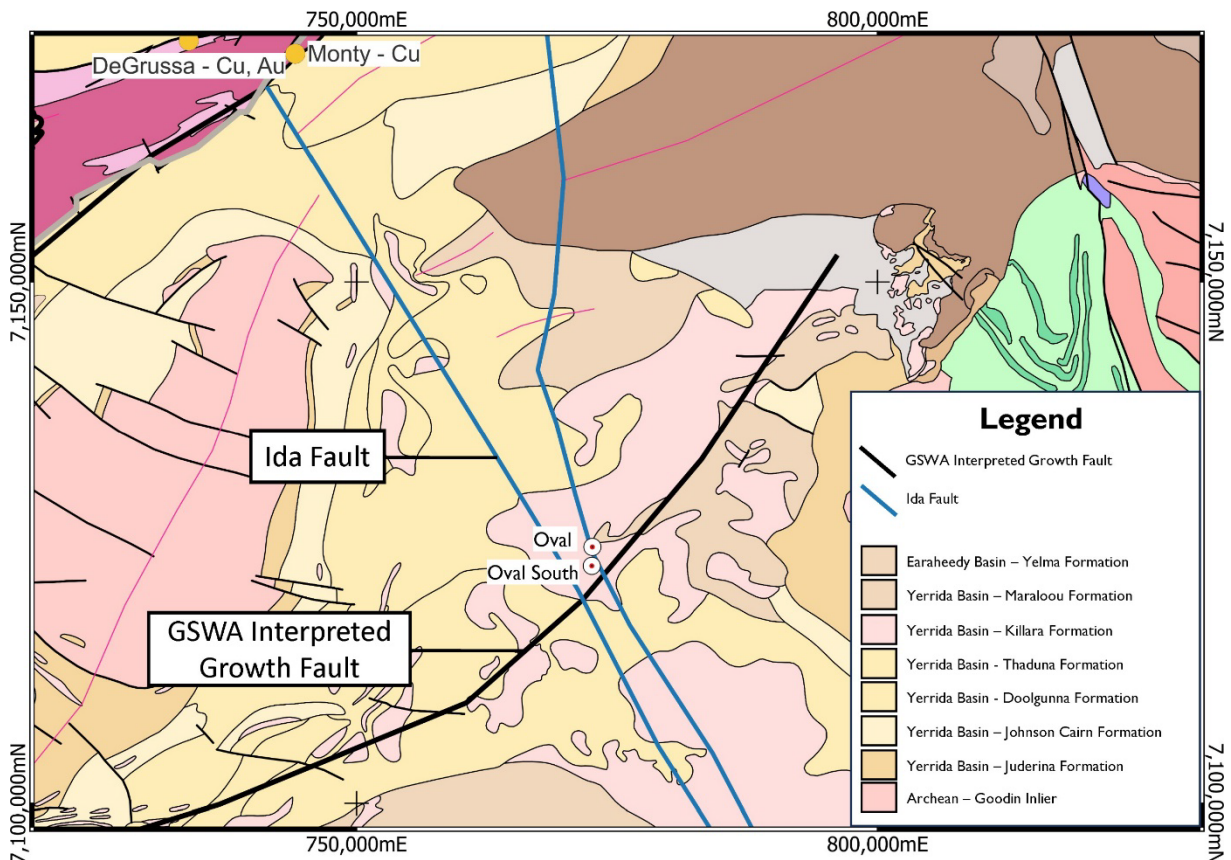 750,000mE
800,000mE
DeGrussa - Cu, Au
Monty - Cu
7,150,000mN
7,150,000mN
Ida Fault
Oval
Oval South
GSWA Interpreted
Growth Fault
Legend
GSWA Interpreted Growth Fault
Ida Fault
Earaheedy Basin – Yelma Formation
Yerrida Basin – Maraloou Formation
Yerrida Basin – Killara Formation
Yerrida Basin - Thaduna Formation
Yerrida Basin - Doolgunna Formation
Yerrida Basin – Johnson Cairn Formation
Yerrida Basin – Juderina Formation
Archean – Goodin Inlier
7,100,000mN
7,100,000mN
750,000mE
800,000mE